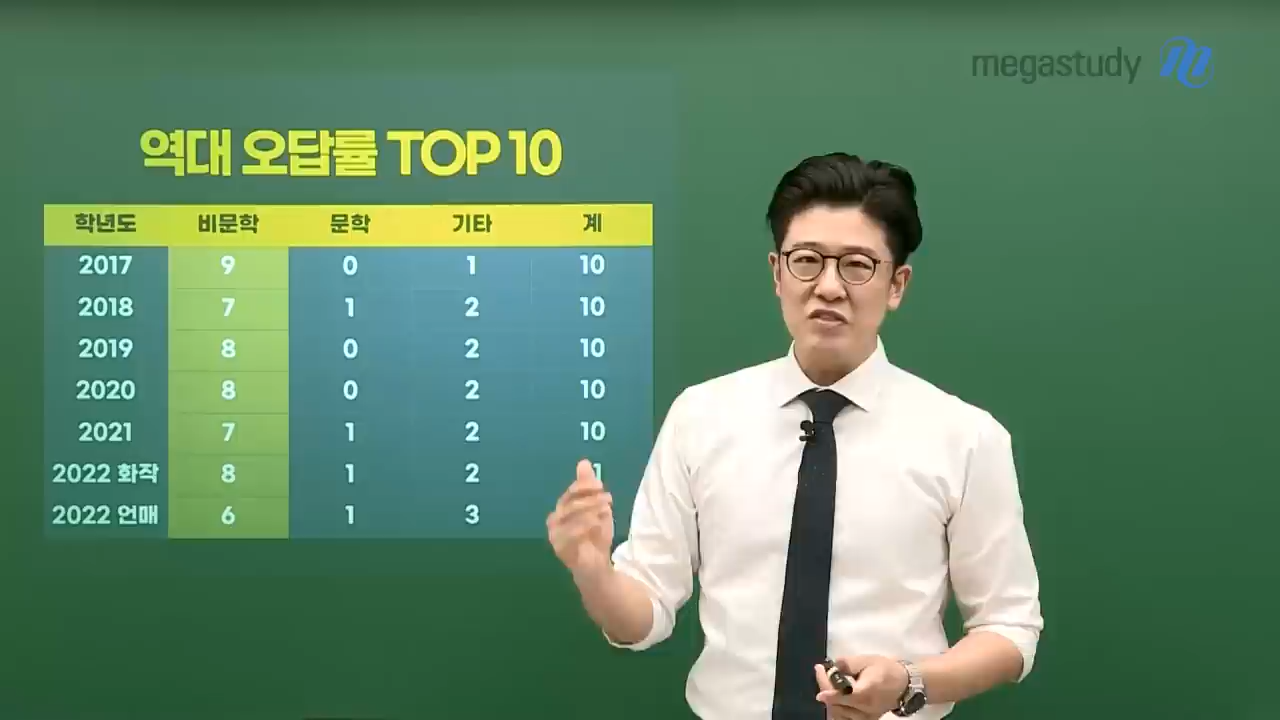 megastudy
역대 오답률 TOP 10
학년도 비문학 문학 기타 계
2017 9 0 1 10
2018 7 1 2 10
2019 8 0 2 10
2020 8 0 2 10
2021 7 1 2 10
2022 화작 8 1 2
2022 언매 6 1 3